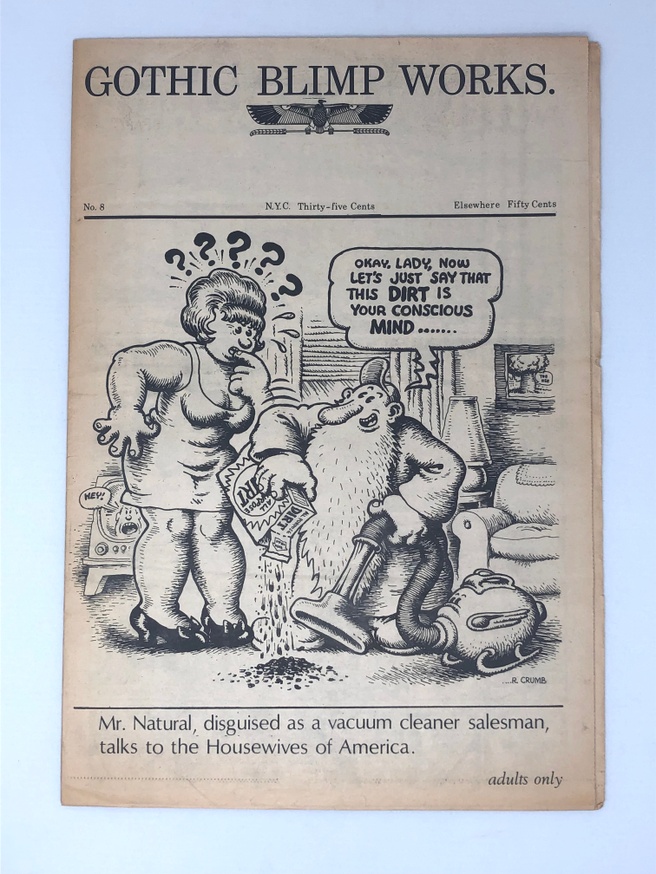 GOTHIC BLIMP WORKS.
No. 8 N.Y.C. Thirty-five Cents Elsewhere Fifty Cents
? ? ? ? ? ?
OKAY, LADY, NOW
LET'S JUST SAY THAT
THIS DIRT IS
YOUR CONSCIOUS
MIND.......
HEY!
DIRT
....R. CRUMB
Mr. Natural, disguised as a vacuum cleaner salesman,
talks to the Housewives of America.
adults only